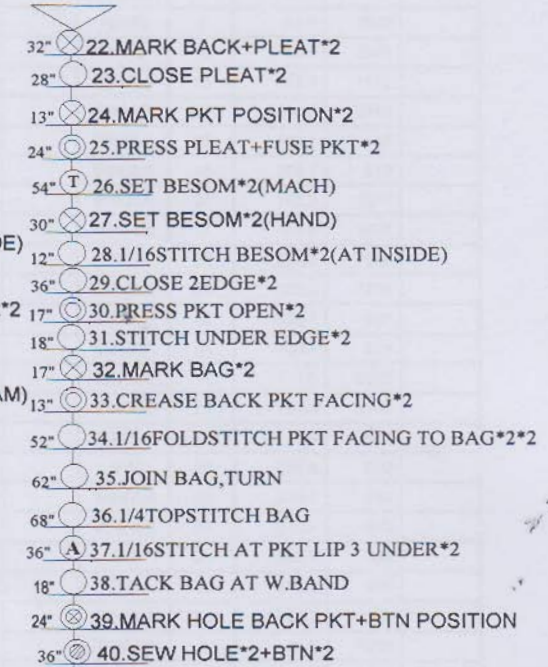 32" 22.MARK BACK+PLEAT*2
28" 23.CLOSE PLEAT*2
13" 24.MARK PKT POSITION*2
24" 25.PRESS PLEAT+FUSE PKT*2
54" T 26.SET BESOM*2(MACH)
30" 27.SET BESOM*2(HAND)
DE)
12" 28.1/16STITCH BESOM*2(AT INSIDE)
36" 29.CLOSE 2EDGE*2
*2 17" 30.PRESS PKT OPEN*2
18" 31.STITCH UNDER EDGE*2
17" 32.MARK BAG*2
AM) 13" 33.CREASE BACK PKT FACING*2
52" 34.1/16FOLDSTITCH PKT FACING TO BAG*2*2
62" 35.JOIN BAG,TURN
68" 36.1/4TOPSTITCH BAG
36" A 37.1/16STITCH AT PKT LIP 3 UNDER*2
18" 38.TACK BAG AT W.BAND
24" 39.MARK HOLE BACK PKT+BTN POSITION
36" 40.SEW HOLE*2+BTN*2